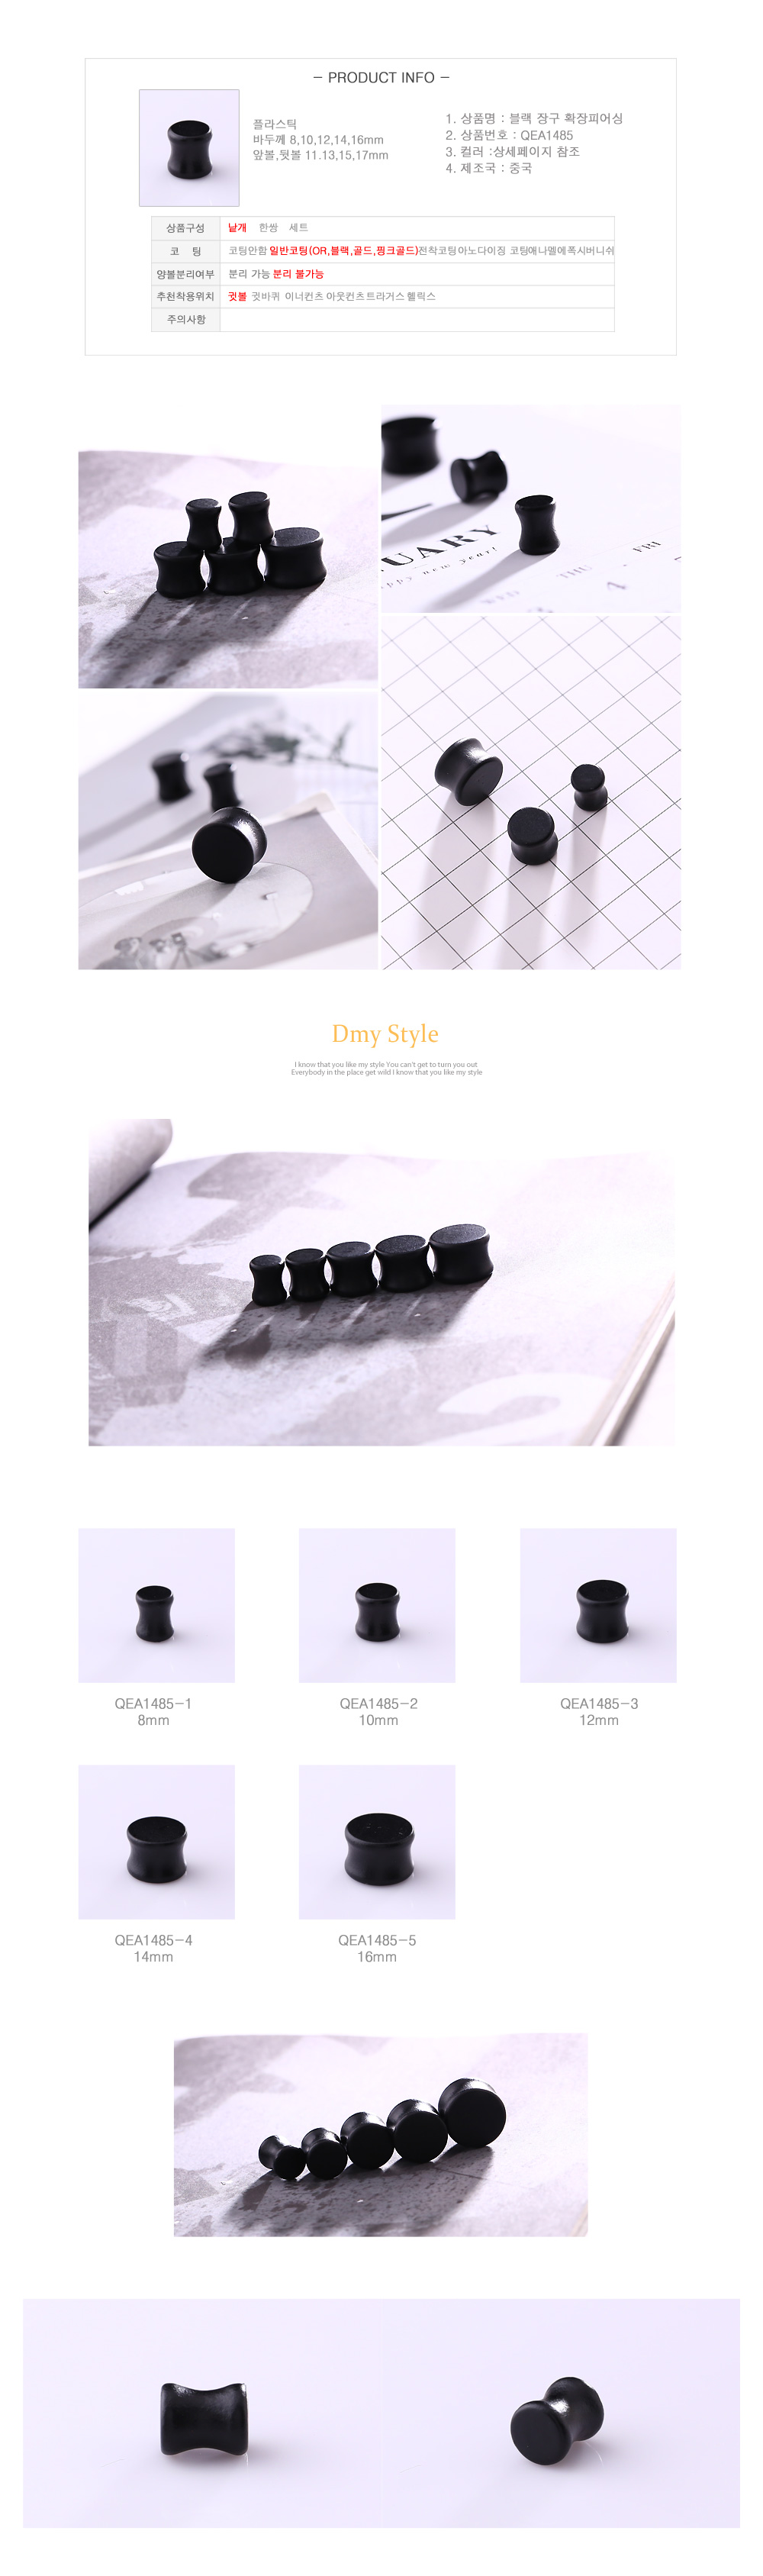 - PRODUCT INFO -
플라스틱
바두께 8,10,12,14,16mm
앞볼,뒷볼 11.13,15,17mm
1. 상품명 : 블랙 장구 확장피어싱
2. 상품번호 : QEA1485
3. 컬러 :상세페이지 참조
4. 제조국 : 중국
상품구성 낱개 한쌍 세트
코 팅 코팅안함 일반코팅(OR,블랙,골드,핑크골드)전착코팅 아노다이징 코팅애나멜에폭시버니쉬
양볼분리여부 분리 가능 분리 불가능
추천착용위치 귓볼 귓바퀴 이너컨츠 아웃컨츠 트라거스 헬릭스
주의사항
UARY
ppy new year!
WED THU FRI
3 4
Dmy Style
I know that you like my style You can't get to turn you out
Everybody in the place get wild I know that you like my style
2
QEA1485-1
8mm
QEA1485-2
10mm
QEA1485-3
12mm
QEA1485-4
14mm
QEA1485-5
16mm